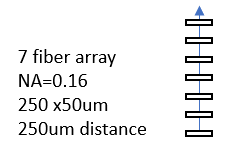 7 fiber array
NA=0.16
250 x50um
250um distance